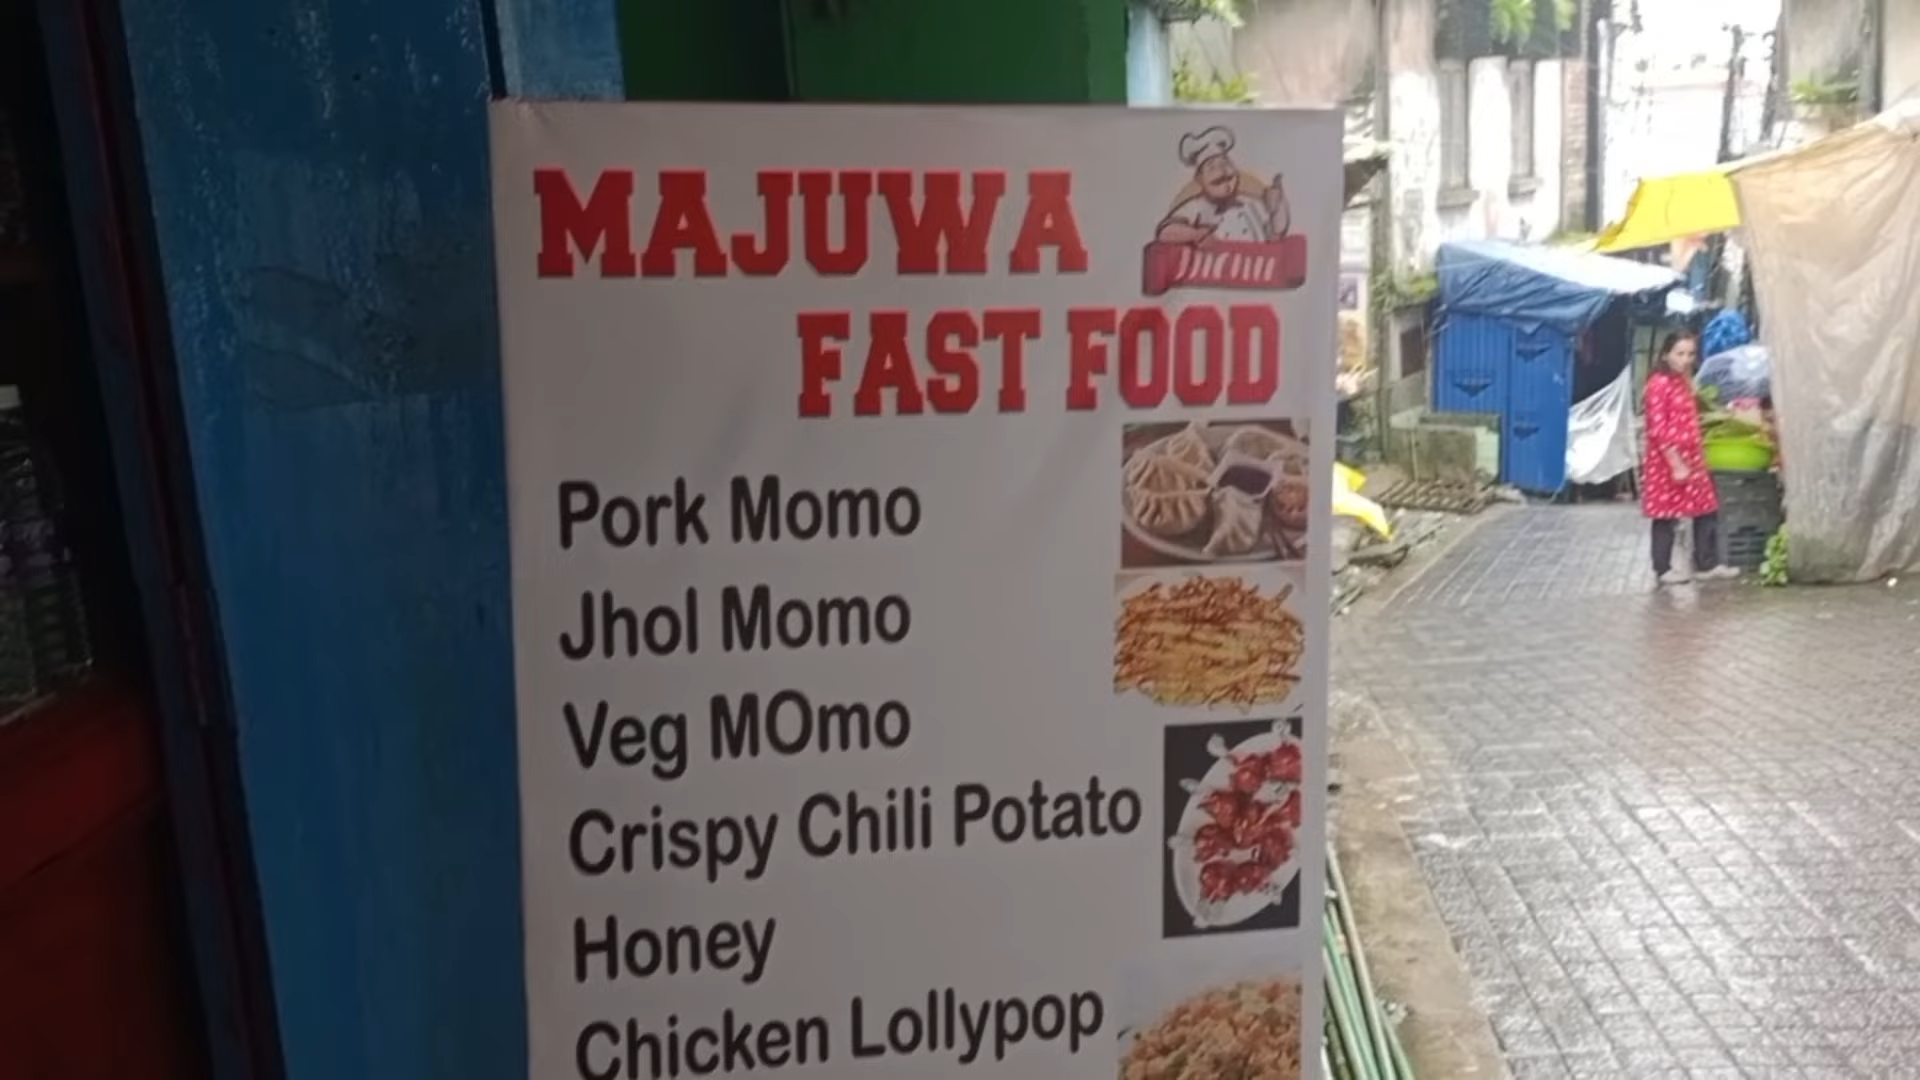 MAJUWA
FAST FOOD
Pork Momo
Jhol Momo
Veg MOmo
Crispy Chili Potato
Honey
Chicken Lollypop